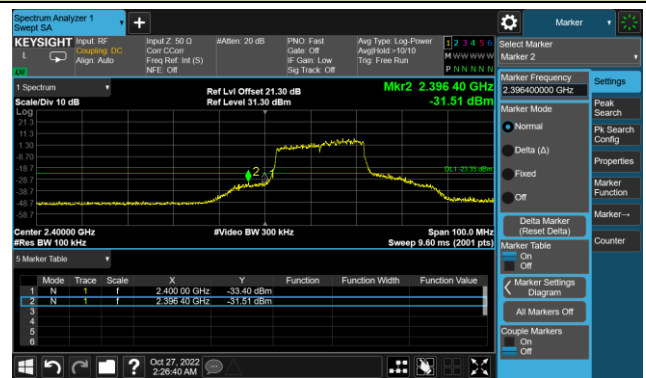 Spectrum Analyzer 1
Swept SA
+
Marker
KEYSIGHT
L
LW
Input: RF
Coupling: DC
Align: Auto
Input Z: 50 Ω
Corr CCorr
Freq Ref: Int (S)
NFE: Off
#Atten: 20 dB
PNO: Fast
Gate: Off
IF Gain: Low
Sig Track: Off
Avg Type: Log-Power
Avg|Hold:>10/10
Trig: Free Run
1 2 3 4 5 6
M W W W W W
P N N N N N
Select Marker
Marker 2
1 Spectrum
Scale/Div 10 dB
Log
Ref Lvl Offset 21.30 dB
Ref Level 31.30 dBm
Mkr2 2.396 40 GHz
-31.51 dBm
21.3
11.3
1.30
-8.70
-18.7
-28.7
-38.7
-48.7
-58.7
2
1
DL1 -23.35 dBm
Center 2.40000 GHz
#Res BW 100 kHz
#Video BW 300 kHz
Span 100.0 MHz
Sweep 9.60 ms (2001 pts)
5 Marker Table
Mode Trace Scale X Y Function Function Width Function Value
1 N 1 f 2.400 00 GHz -33.40 dBm
2 N 1 f 2.396 40 GHz -31.51 dBm
3
4
5
6
Marker Frequency
2.396400000 GHz
Marker Mode
Normal
Delta (Δ)
Fixed
Off
Delta Marker
(Reset Delta)
Marker Table
On
Off
Marker Settings
Diagram
All Markers Off
Couple Markers
On
Off
Settings
Peak
Search
Pk Search
Config
Properties
Marker
Function
Marker→
Counter
?
Oct 27, 2022
2:26:40 AM